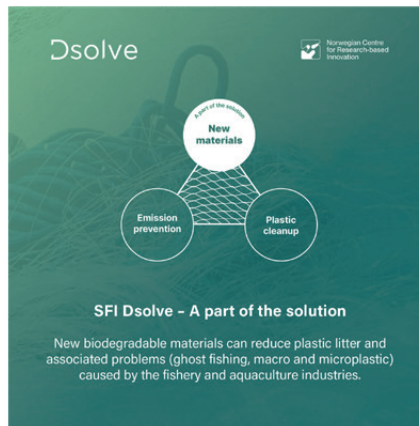 Dsolve
Norwegian Centre
for Research-based
Innovation
A part of the solution
New
materials
Emission
prevention
Plastic
cleanup
SFI Dsolve – A part of the solution
New biodegradable materials can reduce plastic litter and
associated problems (ghost fishing, macro and microplastic)
caused by the fishery and aquaculture industries.